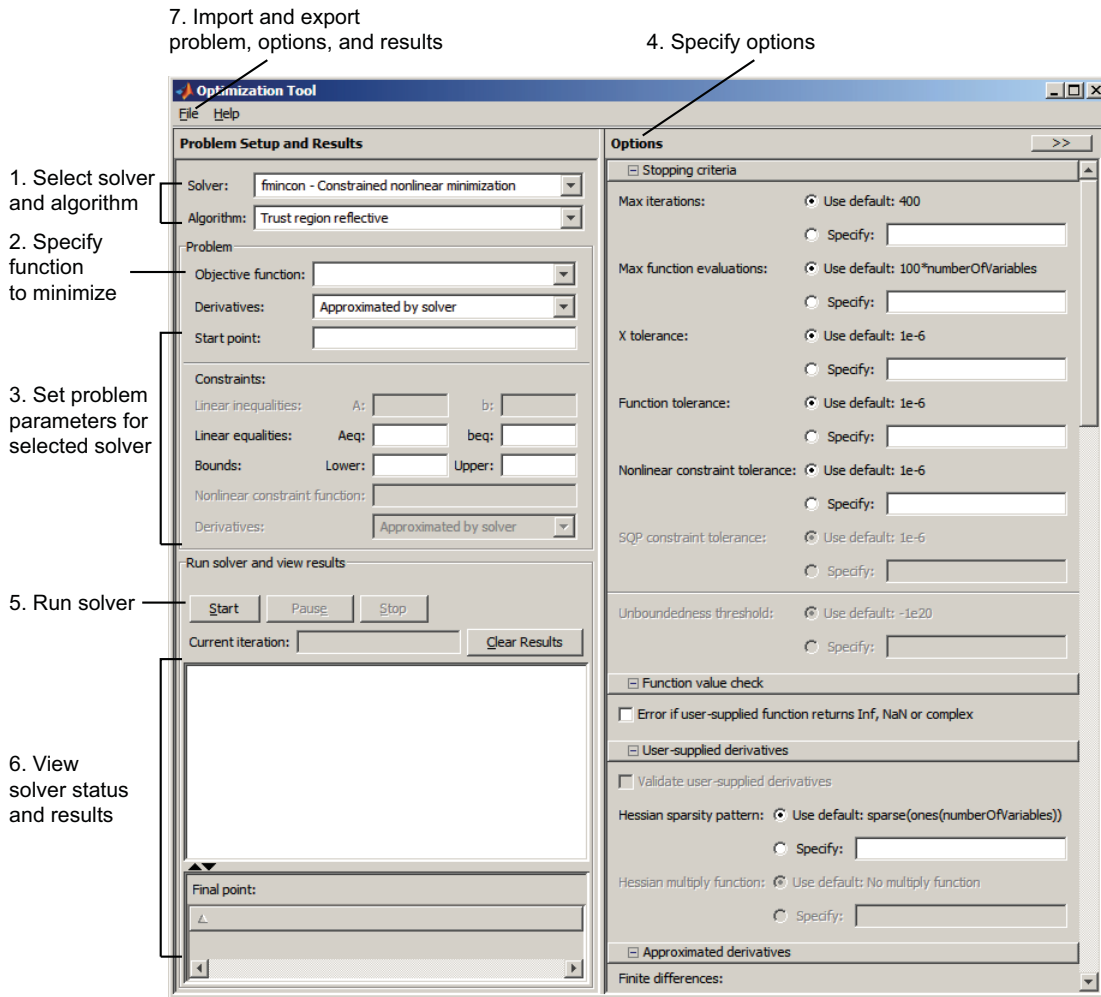 7. Import and export
problem, options, and results
4. Specify options
Optimization Tool
File Help
Problem Setup and Results
Options
>>
1. Select solver
and algorithm
Solver: fmincon - Constrained nonlinear minimization
Algorithm: Trust region reflective
2. Specify
function
to minimize
Problem
Objective function:
Derivatives: Approximated by solver
3. Set problem
parameters for
selected solver
Start point:
Constraints:
Linear inequalities: A: b:
Linear equalities: Aeq: beq:
Bounds: Lower: Upper:
Nonlinear constraint function:
Derivatives: Approximated by solver
Run solver and view results
5. Run solver
Start Pause Stop
Current iteration: Clear Results
6. View
solver status
and results
Final point:
Stopping criteria
Max iterations: Use default: 400
Specify:
Max function evaluations: Use default: 100*numberOfVariables
Specify:
X tolerance: Use default: 1e-6
Specify:
Function tolerance: Use default: 1e-6
Specify:
Nonlinear constraint tolerance: Use default: 1e-6
Specify:
SQP constraint tolerance: Use default: 1e-6
Specify:
Unboundedness threshold: Use default: -1e20
Specify:
Function value check
Error if user-supplied function returns Inf, NaN or complex
User-supplied derivatives
Validate user-supplied derivatives
Hessian sparsity pattern: Use default: sparse(ones(numberOfVariables))
Specify:
Hessian multiply function: Use default: No multiply function
Specify:
Approximated derivatives
Finite differences: